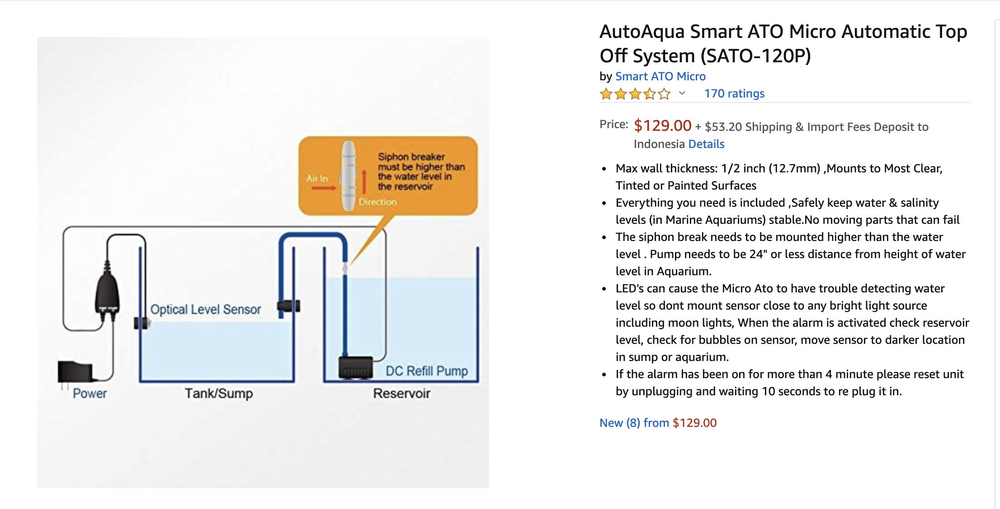 AutoAqua Smart ATO Micro Automatic Top
Off System (SATO-120P)
by Smart ATO Micro
170 ratings
Price: $129.00 + $53.20 Shipping & Import Fees Deposit to
Indonesia Details
• Max wall thickness: 1/2 inch (12.7mm) ,Mounts to Most Clear,
Tinted or Painted Surfaces
• Everything you need is included ,Safely keep water & salinity
levels (in Marine Aquariums) stable.No moving parts that can fail
• The siphon break needs to be mounted higher than the water
level . Pump needs to be 24" or less distance from height of water
level in Aquarium.
• LED's can cause the Micro Ato to have trouble detecting water
level so dont mount sensor close to any bright light source
including moon lights, When the alarm is activated check reservoir
level, check for bubbles on sensor, move sensor to darker location
in sump or aquarium.
• If the alarm has been on for more than 4 minute please reset unit
by unplugging and waiting 10 seconds to re plug it in.
New (8) from $129.00
Siphon breaker
must be higher than
the water level in
the reservoir
Air In
Direction
Optical Level Sensor
DC Refill Pump
Power
Tank/Sump
Reservoir